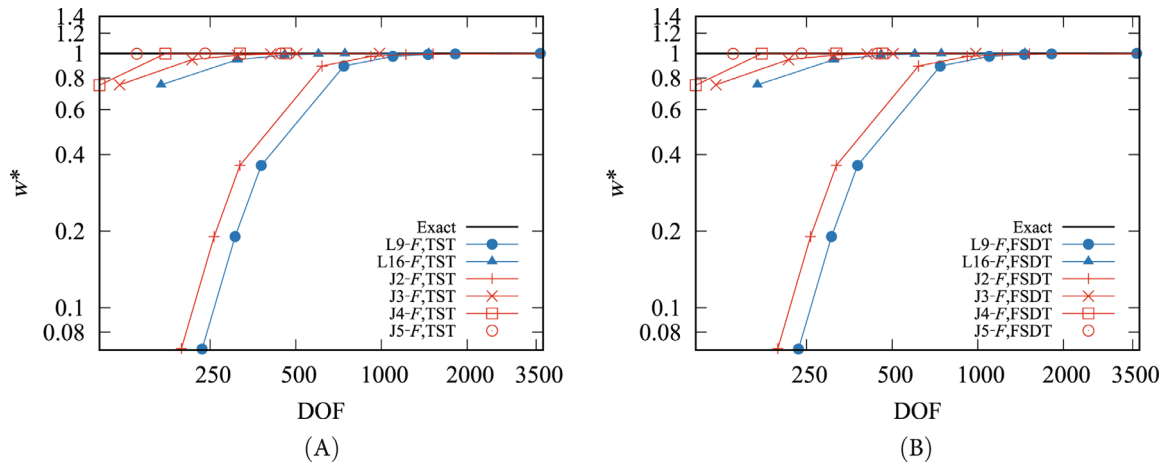 1.4
1.2
1
0.8
0.6
0.4
0.2
0.1
0.08
w*
Exact
L9-F,TST
L16-F,TST
J2-F,TST
J3-F,TST
J4-F,TST
J5-F,TST
250 500 1000 2000 3500
DOF
(A)
1.4
1.2
1
0.8
0.6
0.4
0.2
0.1
0.08
w*
Exact
L9-F,FSDT
L16-F,FSDT
J2-F,FSDT
J3-F,FSDT
J4-F,FSDT
J5-F,FSDT
250 500 1000 2000 3500
DOF
(B)